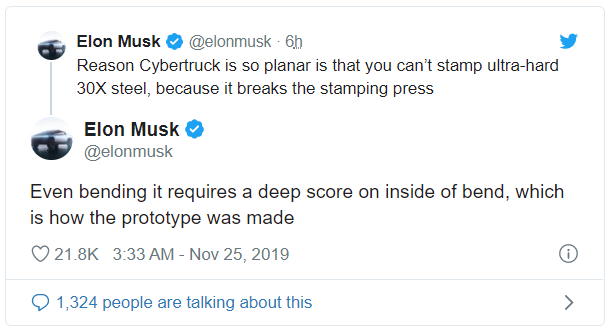 Elon Musk @elonmusk · 6h
Reason Cybertruck is so planar is that you can’t stamp ultra-hard
30X steel, because it breaks the stamping press
Elon Musk
@elonmusk
Even bending it requires a deep score on inside of bend, which
is how the prototype was made
21.8K 3:33 AM - Nov 25, 2019
1,324 people are talking about this